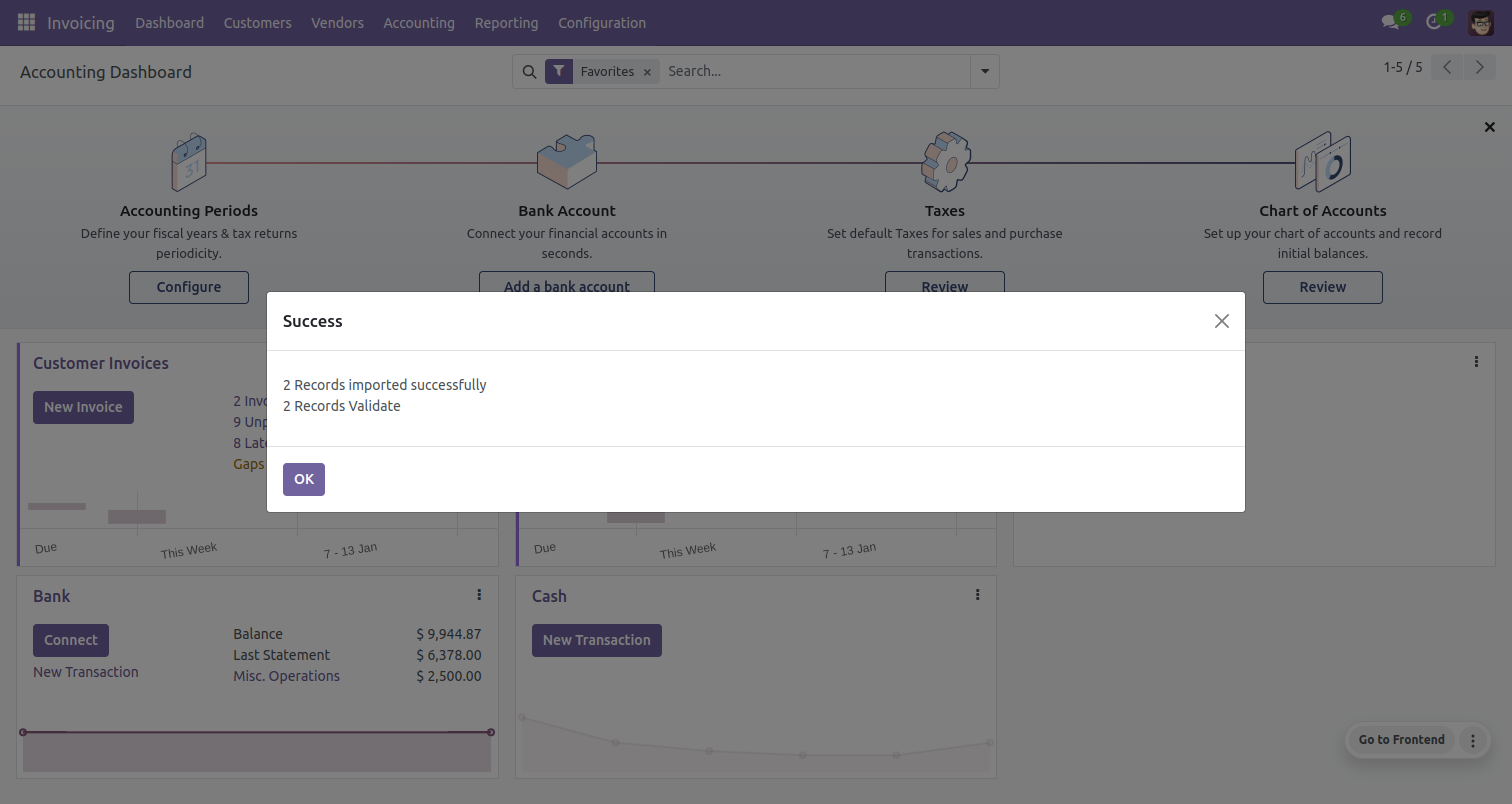 Invoicing Dashboard Customers Vendors Accounting Reporting Configuration 6 1
Accounting Dashboard Favorites × Search... 1-5 / 5
31
Accounting Periods
Define your fiscal years & tax returns
periodicity.
Configure
Bank Account
Connect your financial accounts in
seconds.
Add a bank account
Taxes
Set default Taxes for sales and purchase
transactions.
Review
Chart of Accounts
Set up your chart of accounts and record
initial balances.
Review
Success
2 Records imported successfully
2 Records Validate
OK
Customer Invoices
New Invoice
2
9
8
Gaps
Due This Week 7 - 13 Jan
Due This Week 7 - 13 Jan
Bank
Connect
New Transaction
Balance $ 9,944.87
Last Statement $ 6,378.00
Misc. Operations $ 2,500.00
Cash
New Transaction
Go to Frontend